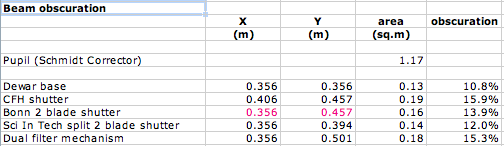 Beam obscuration
X Y area obscuration
(m) (m) (sq.m)
Pupil (Schmidt Corrector) 1.17
Dewar base 0.356 0.356 0.13 10.8%
CFH shutter 0.406 0.457 0.19 15.9%
Bonn 2 blade shutter 0.356 0.457 0.16 13.9%
Sci In Tech split 2 blade shutter 0.356 0.394 0.14 12.0%
Dual filter mechanism 0.356 0.501 0.18 15.3%